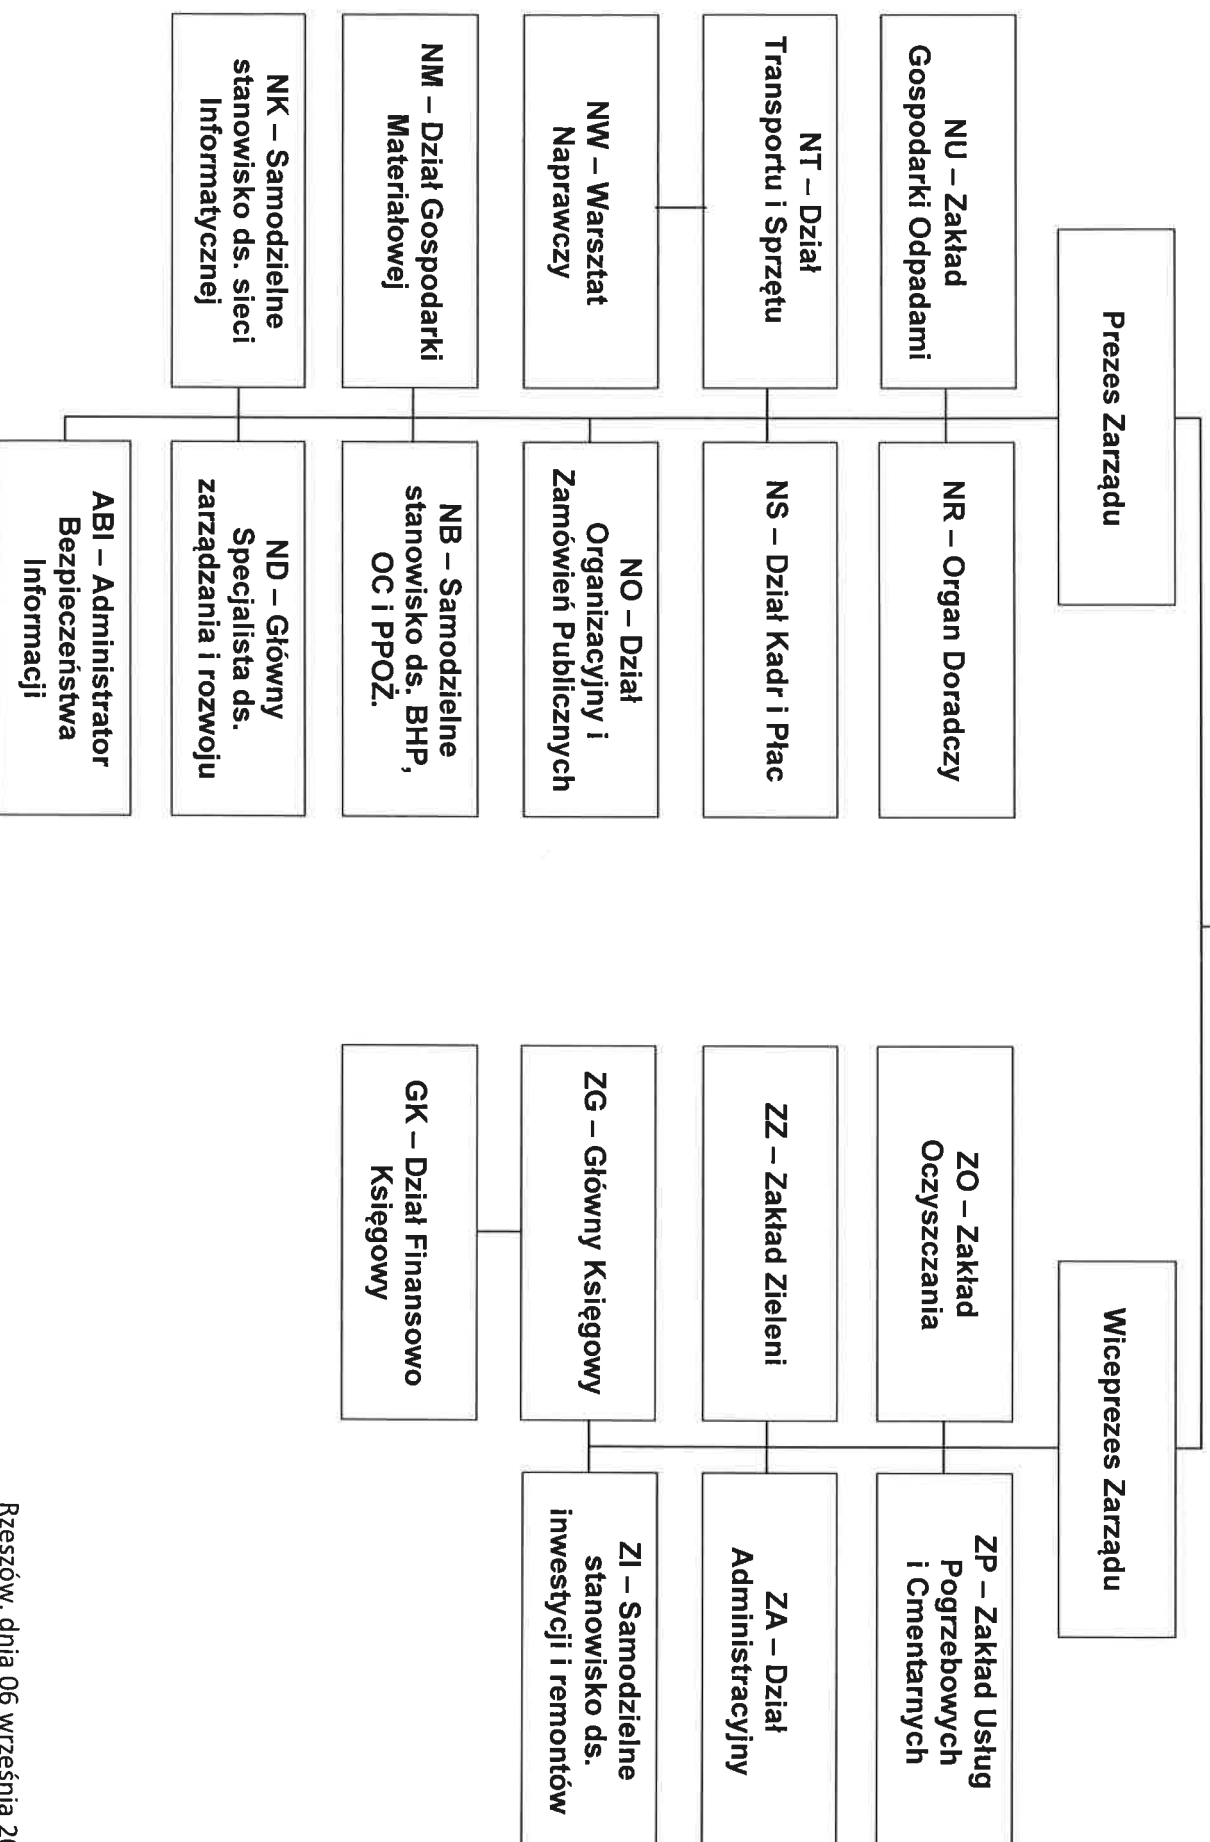 Prezes Zarządu
Wiceprezes Zarządu
NU – Zakład
Gospodarki Odpadami
NR – Organ Doradczy
ZO – Zakład
Oczyszczania
ZP – Zakład Usług
Pogrzebowych
i Cmentarnych
NT – Dział
Transportu i Sprzętu
NS – Dział Kadr i Płac
ZZ – Zakład Zieleni
ZA – Dział
Administracyjny
NW – Warsztat
Naprawczy
NO – Dział
Organizacyjny i
Zamówień Publicznych
ZG – Główny Księgowy
ZI – Samodzielne
stanowisko ds.
inwestycji i remontów
NM – Dział Gospodarki
Materiałowej
NB – Samodzielne
stanowisko ds. BHP,
OC i PPOŻ.
GK – Dział Finansowo
Księgowy
NK – Samodzielne
stanowisko ds. sieci
Informatycznej
ND – Główny
Specjalista ds.
zarządzania i rozwoju
ABI – Administrator
Bezpieczeństwa
Informacji
Rzeszów, dnia 06 września